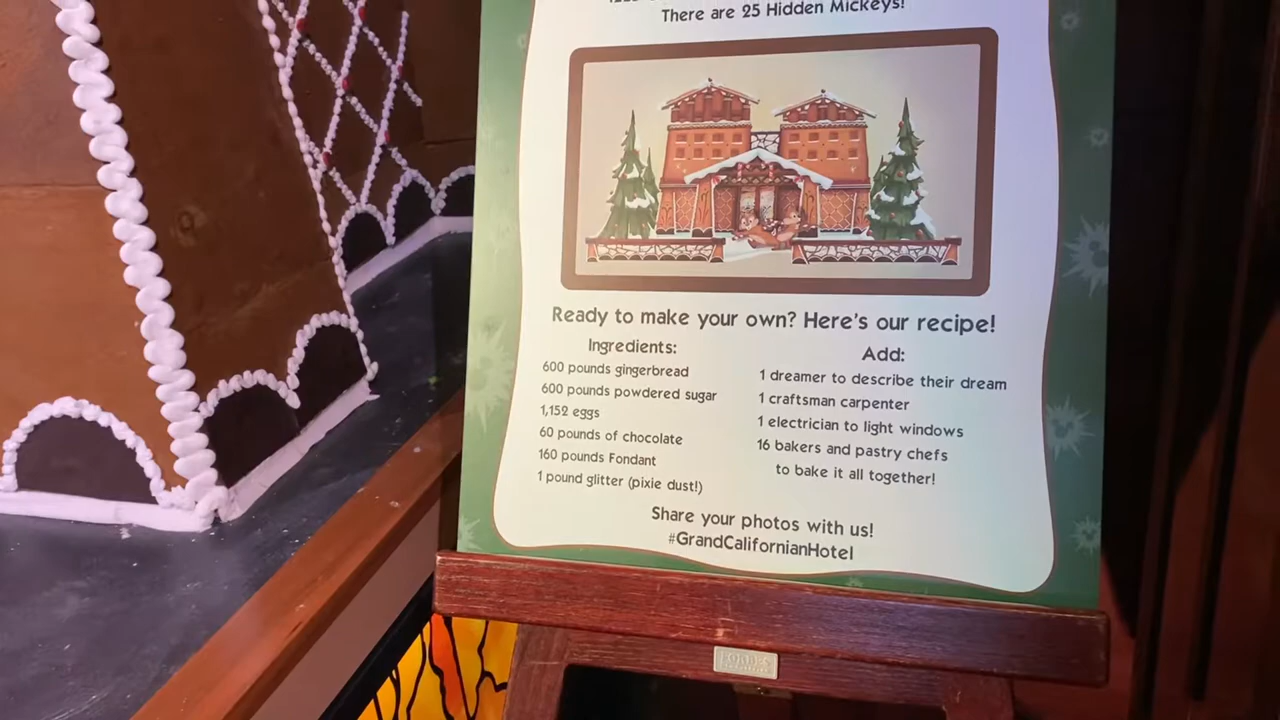 There are 25 Hidden Mickeys!
Ready to make your own? Here's our recipe!
Ingredients:
600 pounds gingerbread
600 pounds powdered sugar
1,152 eggs
60 pounds of chocolate
160 pounds Fondant
1 pound glitter (pixie dust!)
Add:
1 dreamer to describe their dream
1 craftsman carpenter
1 electrician to light windows
16 bakers and pastry chefs
to bake it all together!
Share your photos with us!
#GrandCalifornianHotel
FORBES